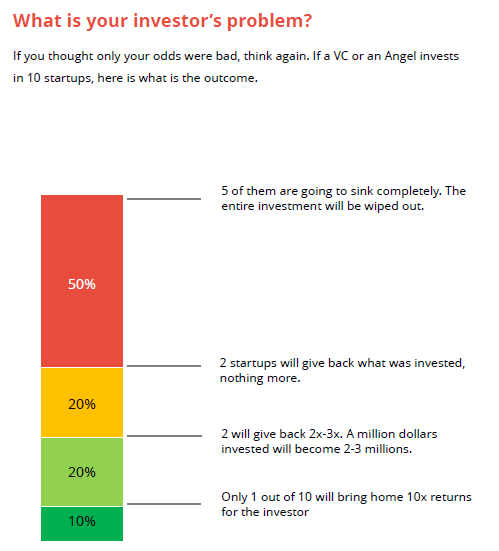 What is your investor's problem?
If you thought only your odds were bad, think again. If a VC or an Angel invests
in 10 startups, here is what is the outcome.
5 of them are going to sink completely. The
entire investment will be wiped out.
50%
2 startups will give back what was invested,
nothing more.
20%
2 will give back 2x-3x. A million dollars
invested will become 2-3 millions.
20%
Only 1 out of 10 will bring home 10x returns
for the investor
10%